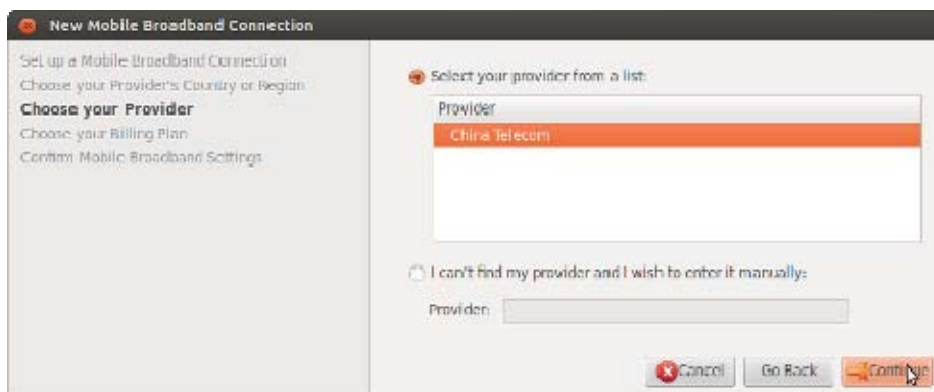 New Mobile Broadband Connection
Set up a Mobile Broadband Connection
Choose your Provider's Country or Region
Choose your Provider
Choose your Billing Plan
Confirm Mobile Broadband Settings
Select your provider from a list:
Provider
China Telecom
I can't find my provider and I wish to enter it manually:
Provider:
Cancel
Go Back
Continue